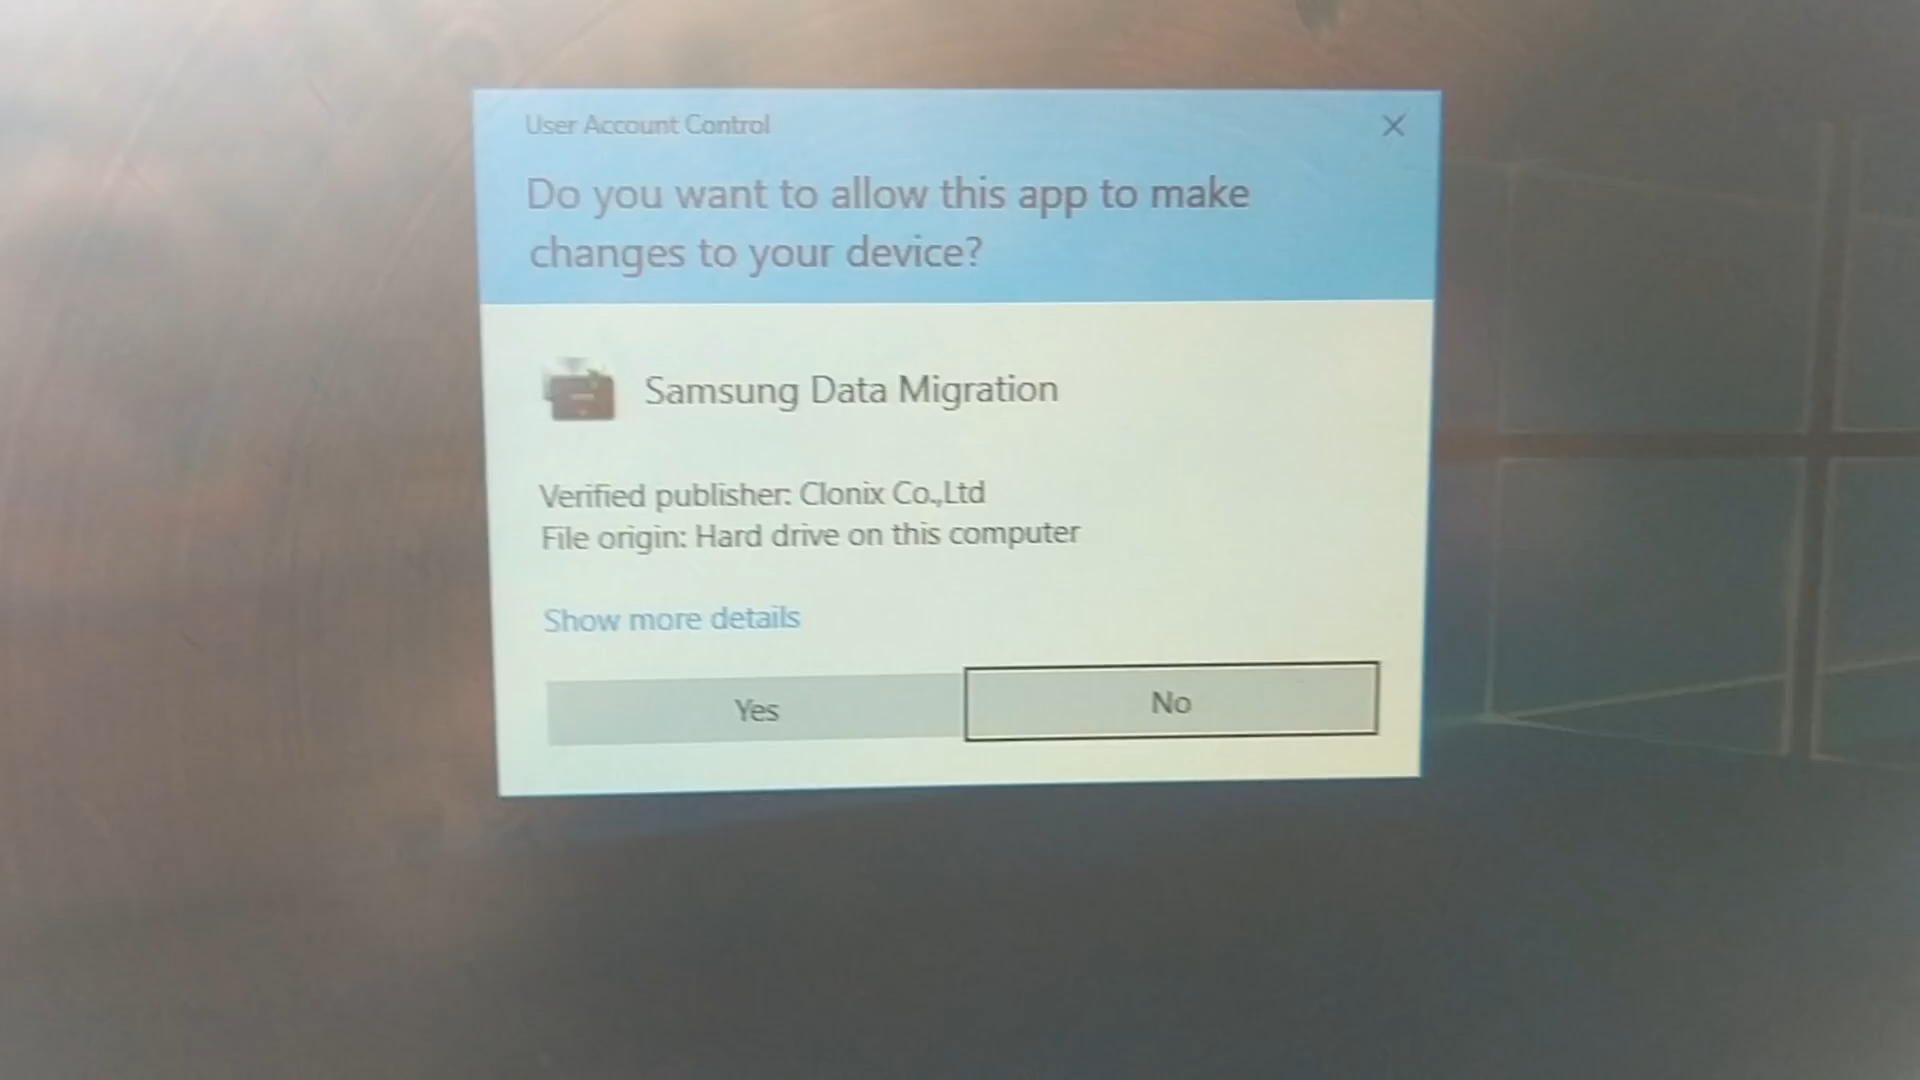 User Account Control
Do you want to allow this app to make
changes to your device?
Samsung Data Migration
Verified publisher: Clonix Co.,Ltd
File origin: Hard drive on this computer
Show more details
Yes No